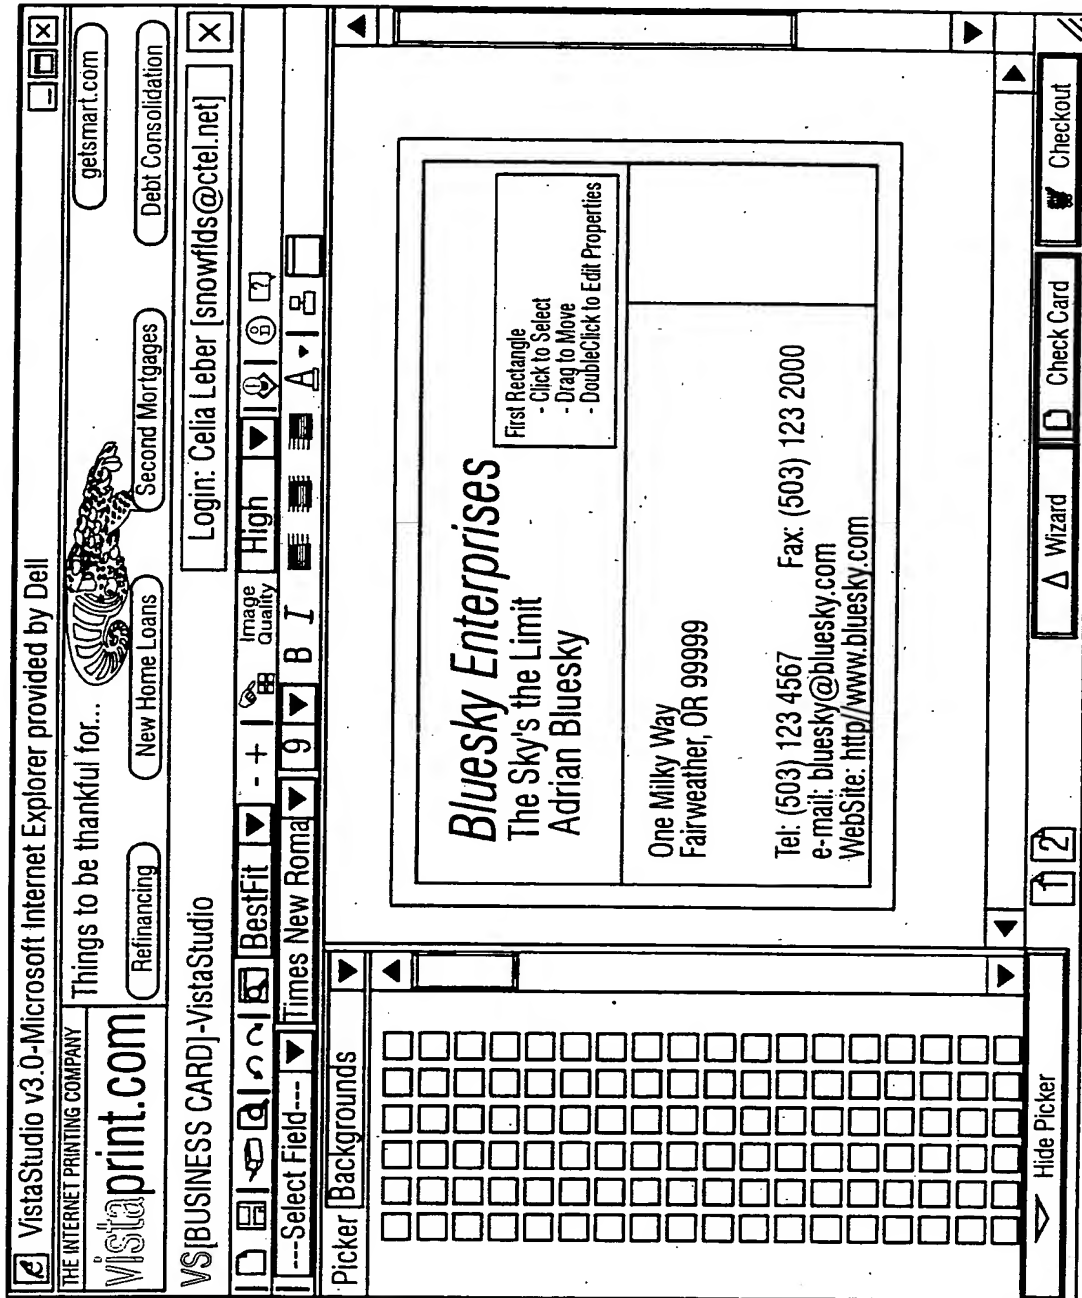 VistaStudio v3.0-Microsoft Internet Explorer provided by Dell
THE INTERNET PRINTING COMPANY
vistaprint.com
Things to be thankful for...
getsmart.com
Refinancing
New Home Loans
Second Mortgages
Debt Consolidation
VS[BUSINESS CARD]-VistaStudio
Login: Celia Leber [snowflds@ctel.net]
BestFit
- +
Image
Quality
High
----Select Field----
Times New Roma
9
B I
A
Picker
Backgrounds
Bluesky Enterprises
The Sky's the Limit
Adrian Bluesky
First Rectangle
- Click to Select
- Drag to Move
- DoubleClick to Edit Properties
One Milky Way
Fairweather, OR 99999
Tel: (503) 123 4567 Fax: (503) 123 2000
e-mail: bluesky@bluesky.com
WebSite: http//www.bluesky.com
Hide Picker
1 2
Wizard
Check Card
Checkout